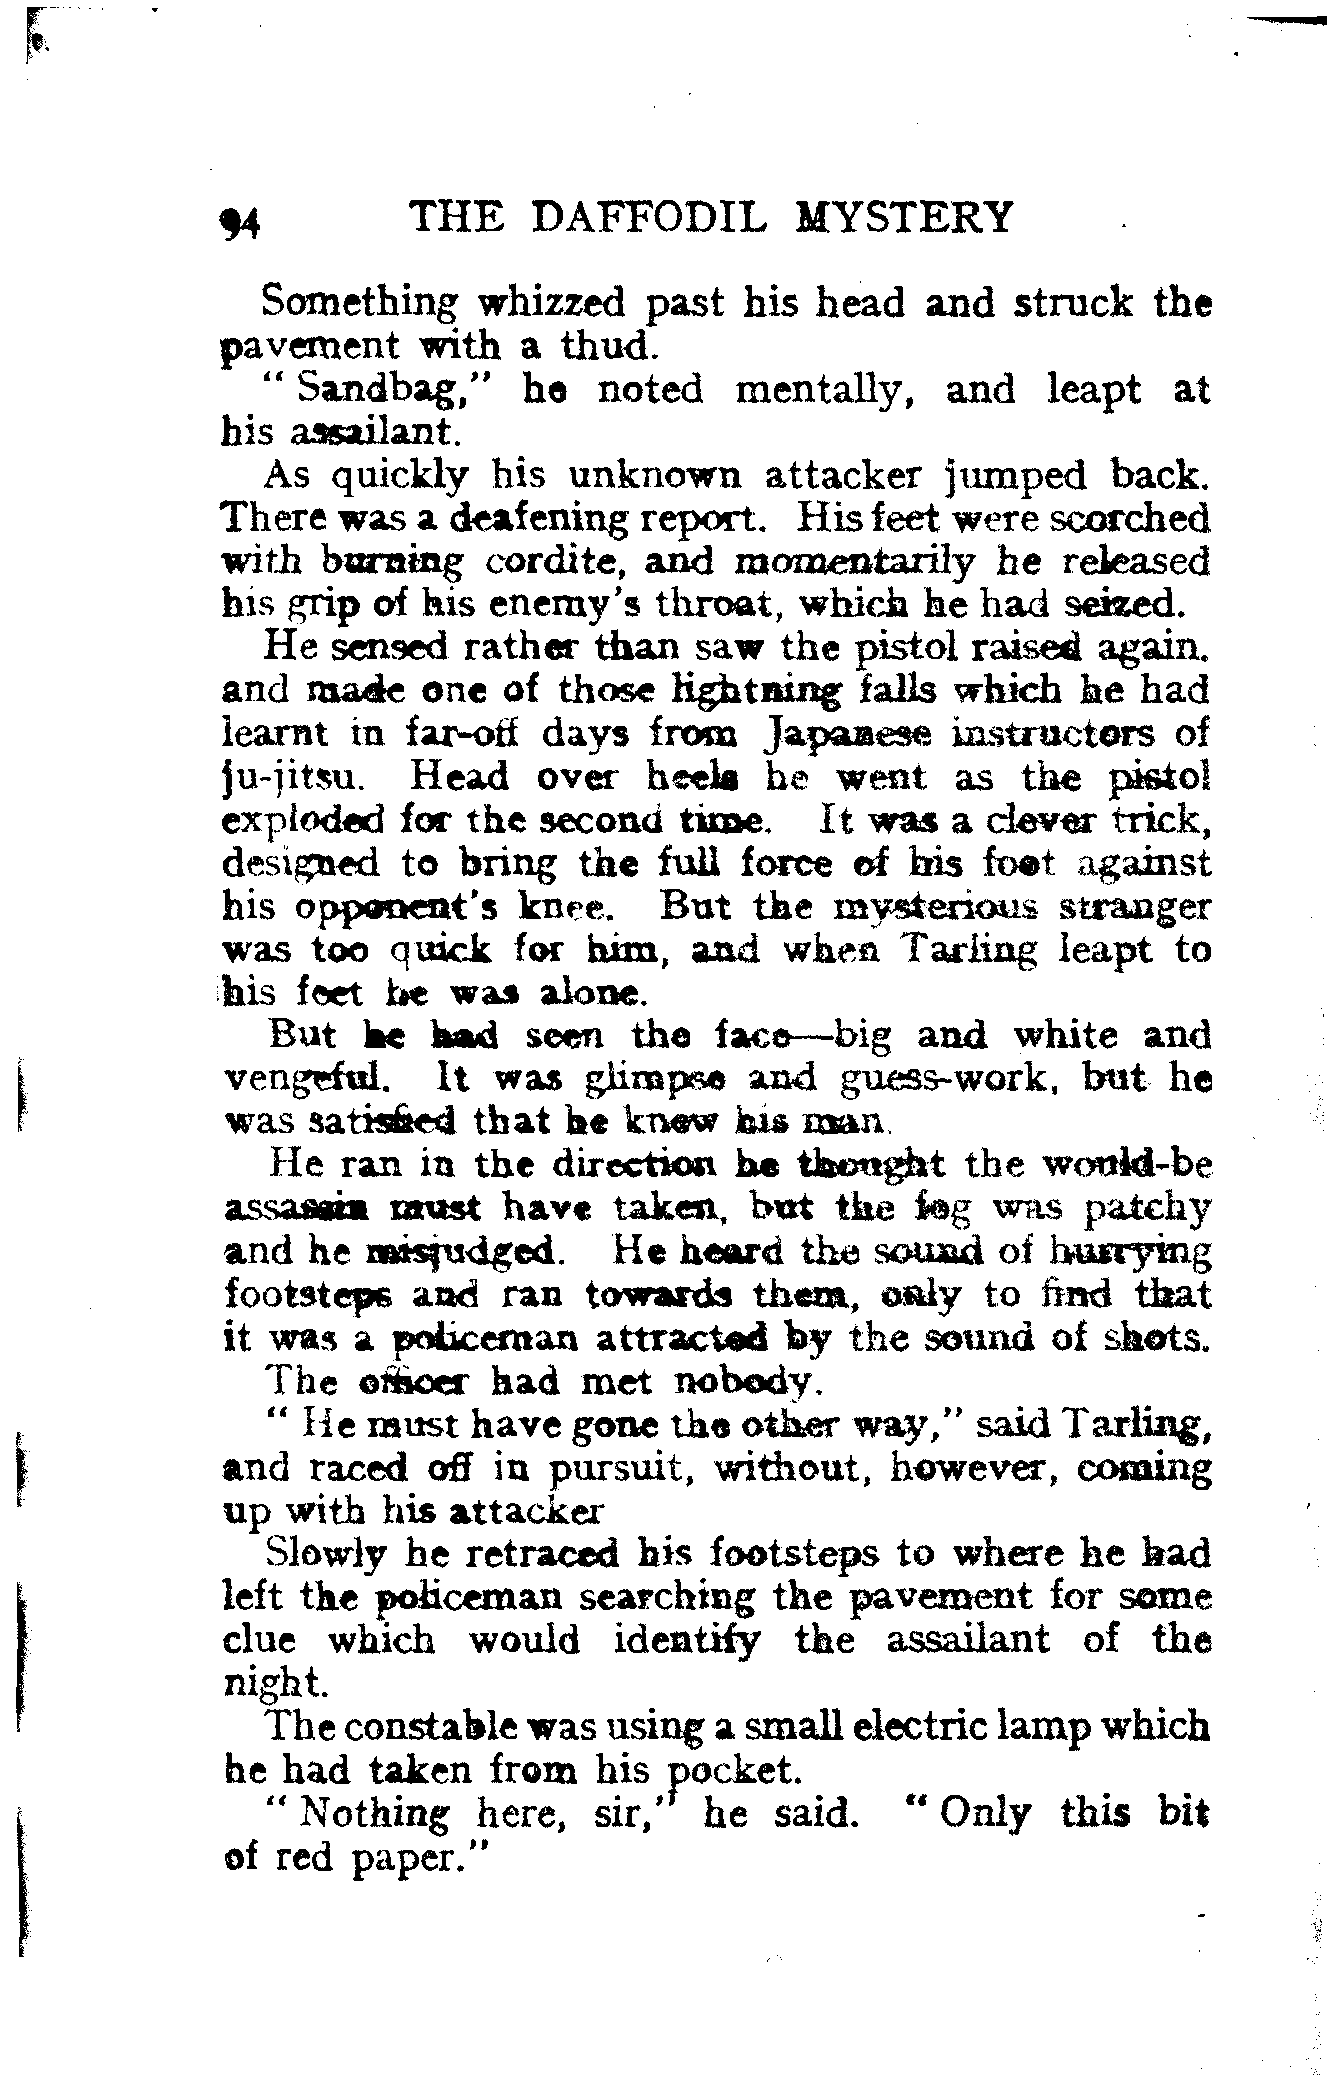 94 THE DAFFODIL MYSTERY
Something whizzed past his head and struck the
pavement with a thud.
" Sandbag," he noted mentally, and leapt at
his assailant.
As quickly his unknown attacker jumped back.
There was a deafening report. His feet were scorched
with burning cordite, and momentarily he released
his grip of his enemy's throat, which he had seized.
He sensed rather than saw the pistol raised again.
and made one of those lightning falls which he had
learnt in far-off days from Japanese instructors of
ju-jitsu. Head over heels he went as the pistol
exploded for the second time. It was a clever trick,
designed to bring the full force of his foot against
his opponent's knee. But the mysterious stranger
was too quick for him, and when Tarling leapt to
his feet he was alone.
But he had seen the face—big and white and
vengeful. It was glimpse and guess-work, but he
was satisfied that he knew his man.
He ran in the direction he thought the would-be
assassin must have taken, but the fog was patchy
and he misjudged. He heard the sound of hurrying
footsteps and ran towards them, only to find that
it was a policeman attracted by the sound of shots.
The officer had met nobody.
" He must have gone the other way," said Tarling,
and raced off in pursuit, without, however, coming
up with his attacker
Slowly he retraced his footsteps to where he had
left the policeman searching the pavement for some
clue which would identify the assailant of the
night.
The constable was using a small electric lamp which
he had taken from his pocket.
" Nothing here, sir," he said. " Only this bit
of red paper."